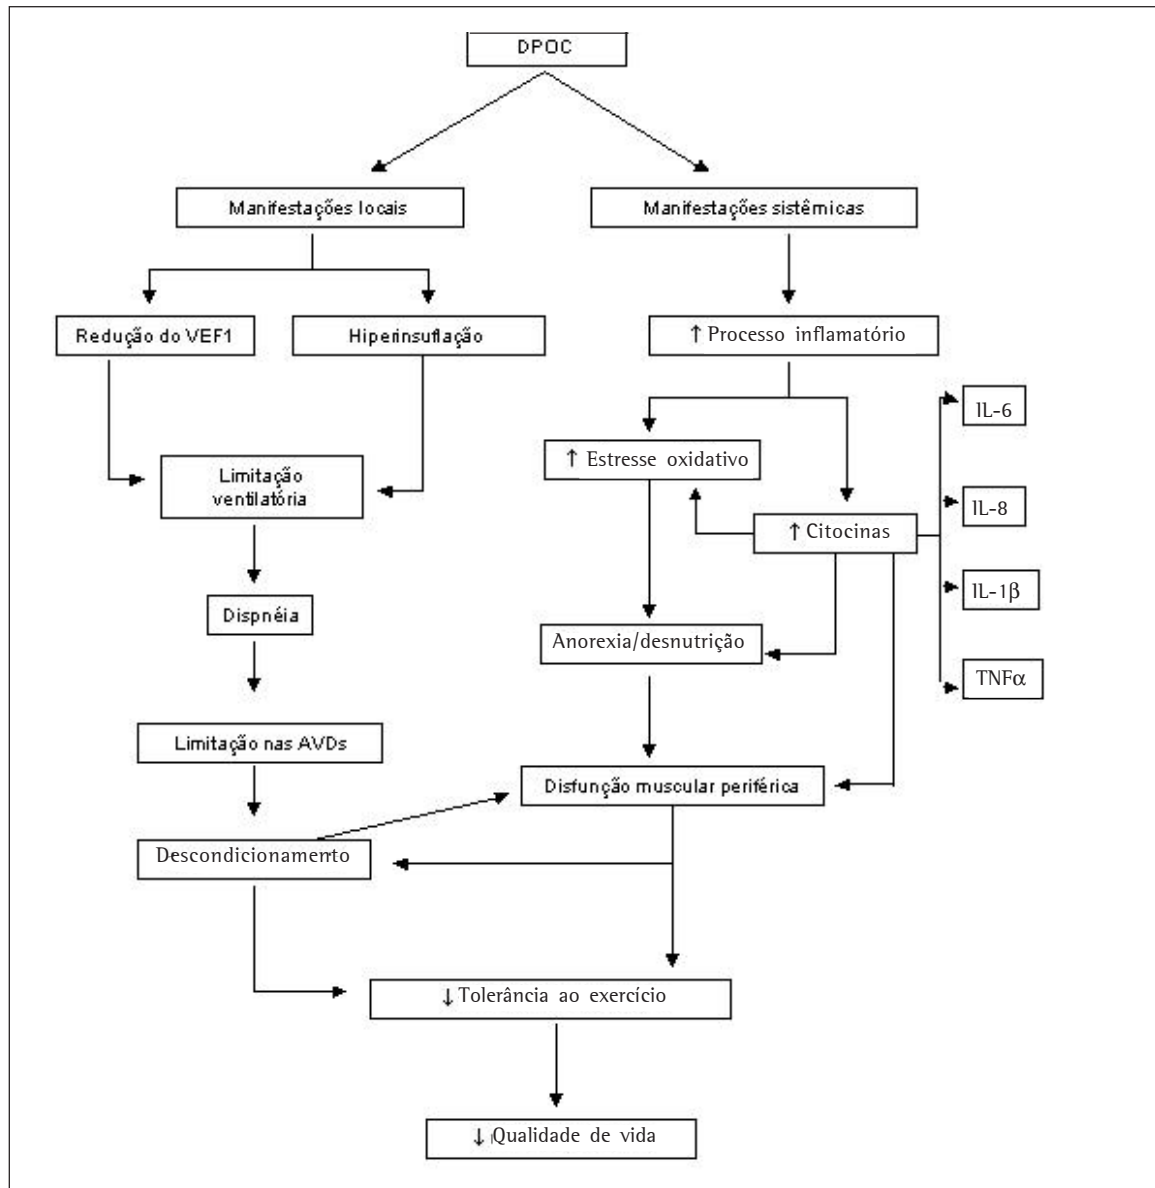 DPOC
Manifestações locais
Manifestações sistêmicas
Redução do VEF1
Hiperinsuflação
↑ Processo inflamatório
IL-6
↑ Estresse oxidativo
Limitação
ventilatória
IL-8
↑ Citocinas
IL-1β
Dispnéia
Anorexia/desnutrição
TNFα
Limitação nas AVDs
Disfunção muscular periférica
Descondicionamento
↓ Tolerância ao exercício
↓ Qualidade de vida